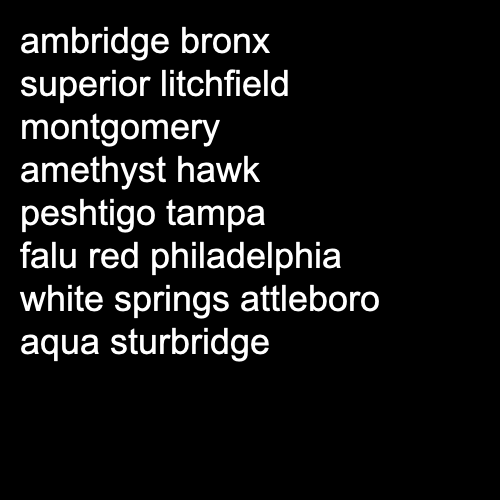 ambridge bronx
superior litchfield
montgomery
amethyst hawk
peshtigo tampa
falu red philadelphia
white springs attleboro
aqua sturbridge